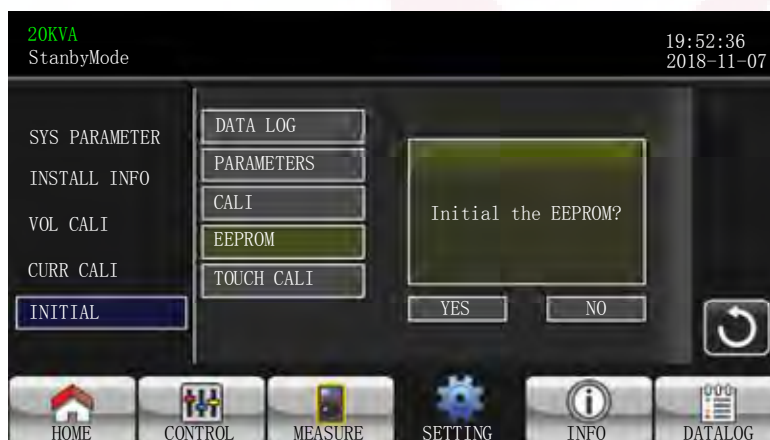 20KVA
StanbyMode
19:52:36
2018-11-07
SYS PARAMETER
INSTALL INFO
VOL CALI
CURR CALI
INITIAL
DATA LOG
PARAMETERS
CALI
EEPROM
TOUCH CALI
Initial the EEPROM?
YES
NO
HOME
CONTROL
MEASURE
SETTING
INFO
DATALOG